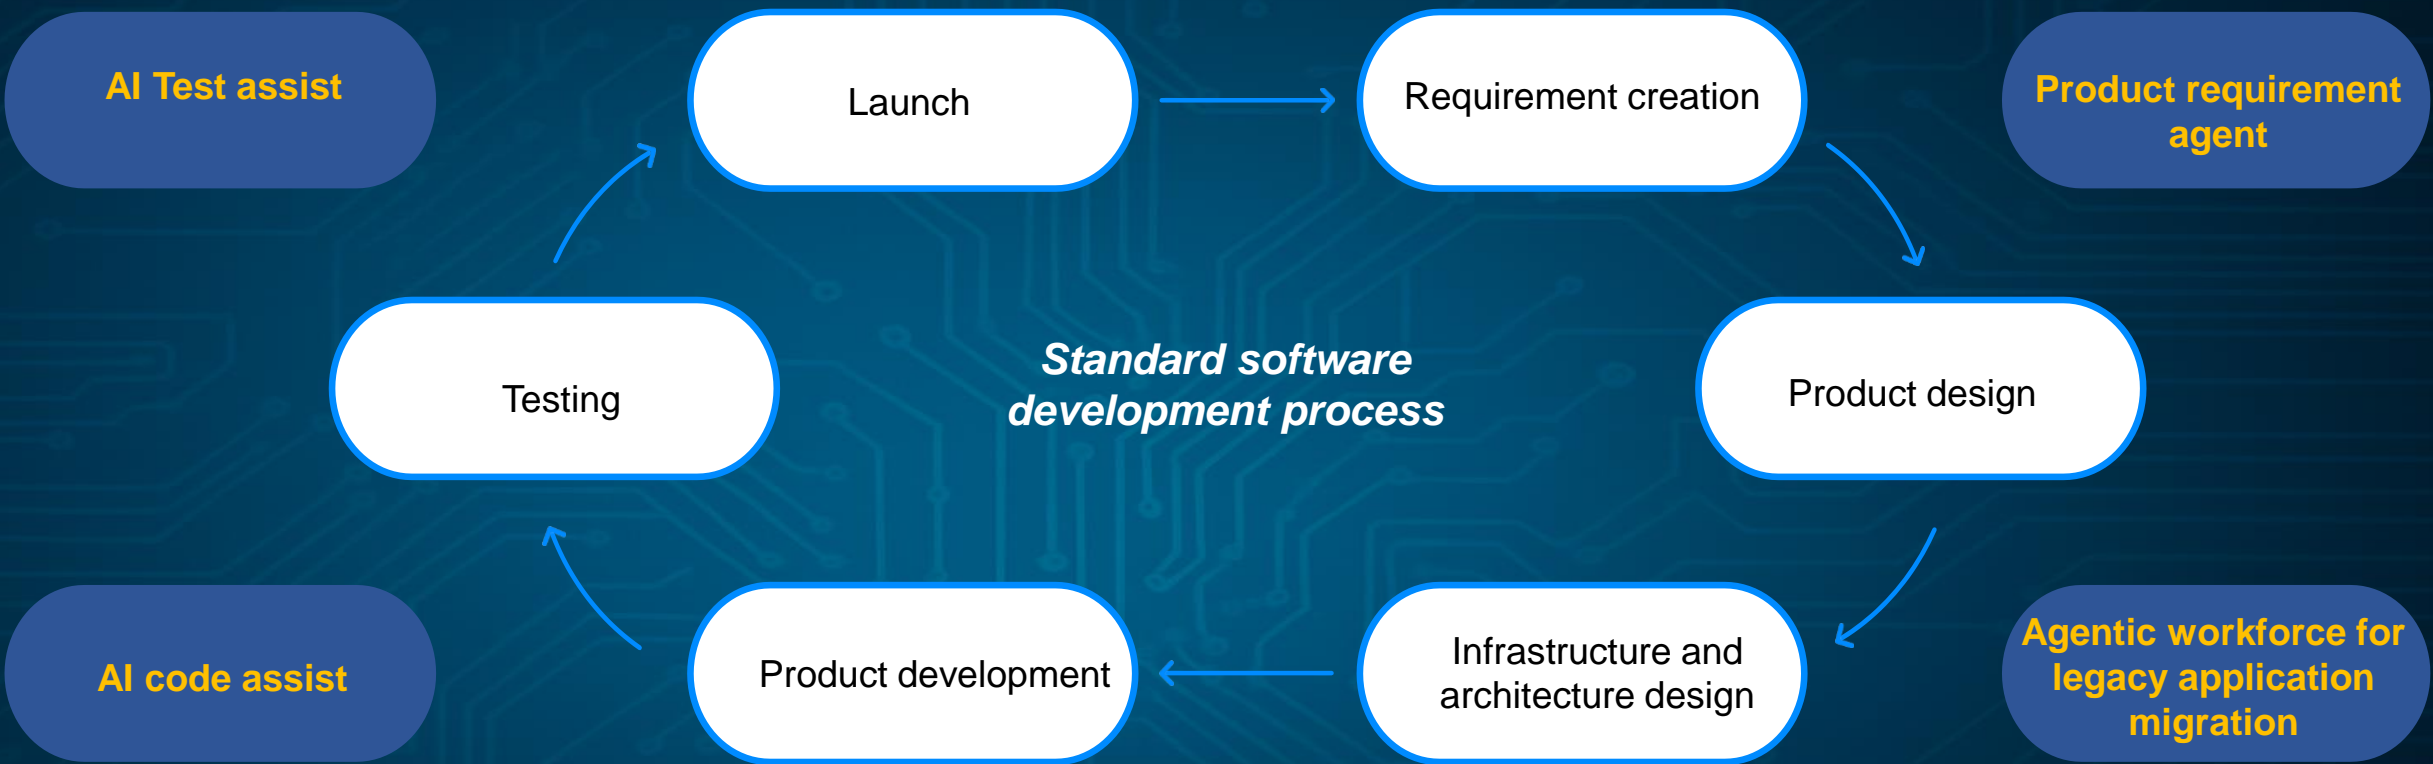 AI Test assist
Launch
Requirement creation
Product requirement
agent
Testing
Standard software
development process
Product design
AI code assist
Product development
Infrastructure and
architecture design
Agentic workforce for
legacy application
migration